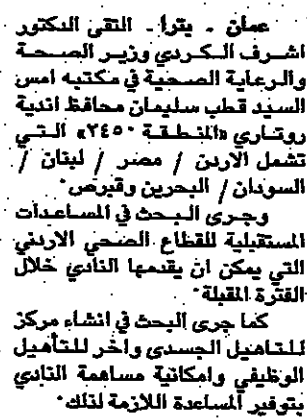 عمان . بترا . التقى الدكتور
اشرف الكردي وزير الصحة
والرعاية الصحية في مكتبه امس
السيد قطب سليمان محافظ اندية
روتاري «المنطقة ٢٤٥٠» التي
تشمل الاردن / مصر / لبنان /
السودان / البحرين وقبرص.
وجرى البحث في المساعدات
المستقبلية للقطاع الصحي الاردني
التي يمكن ان يقدمها النادي خلال
الفترة المقبلة.
كما جرى البحث في انشاء مركز
للتاهيل الجسدي واخر للتأهيل
الوظيفي وامكانية مساهمة النادي
بتوفير المساعدة اللازمة لذلك.